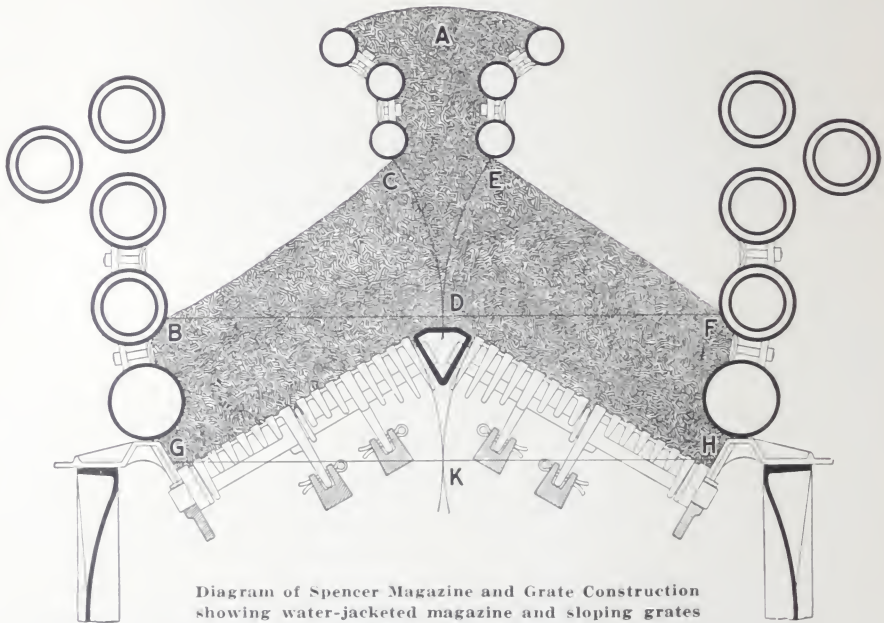 A
C E
D
B F
G H
K
Diagram of Spencer Magazine and Grate Construction
showing water-jacketed magazine and sloping grates